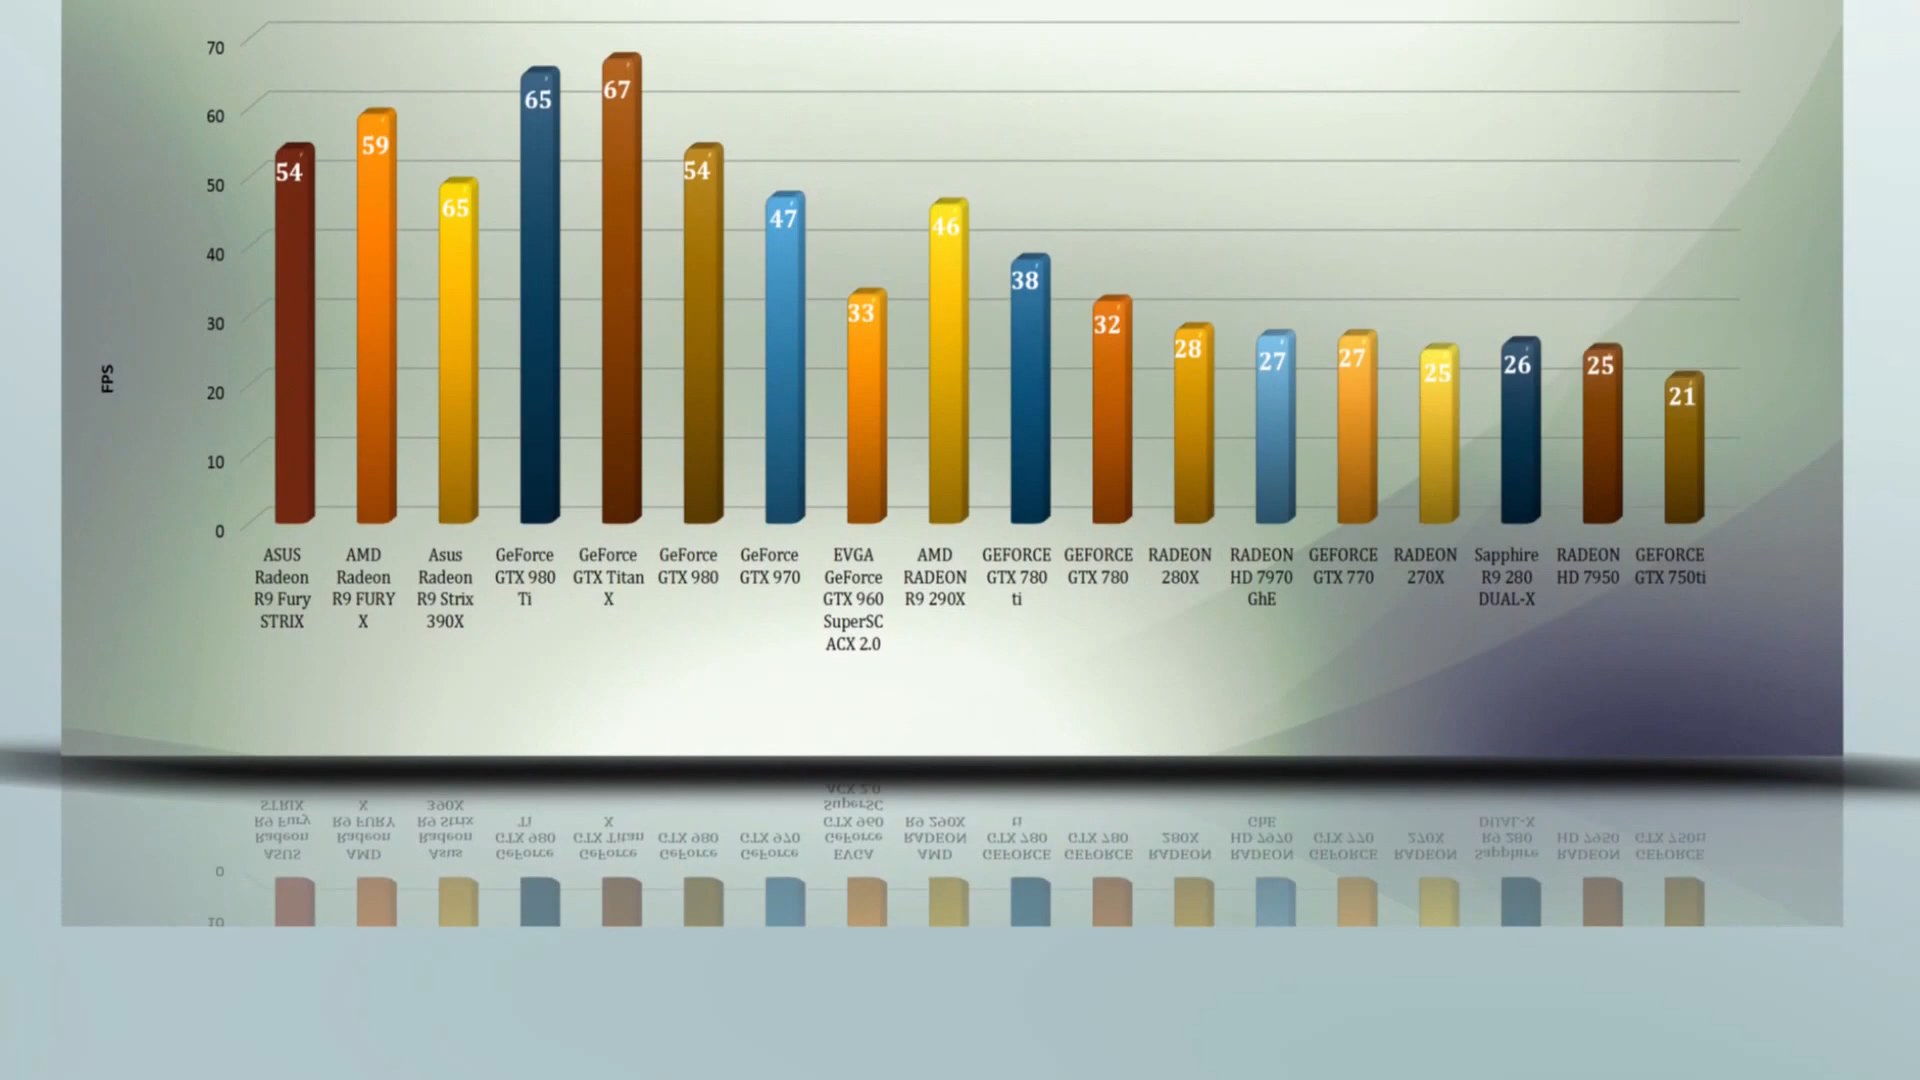 70
60
50
40
30
20
10
0
FPS
54
59
65
65
67
54
47
33
46
38
32
28
27
27
25
26
25
21
ASUS
Radeon
R9 Fury
STRIX
AMD
Radeon
R9 FURY
X
Asus
Radeon
R9 Strix
390X
GeForce
GTX 980
Ti
GeForce
GTX Titan
X
GeForce
GTX 980
GeForce
GTX 970
EVGA
GeForce
GTX 960
SuperSC
ACX 2.0
AMD
RADEON
R9 290X
GEFORCE
GTX 780
ti
GEFORCE
GTX 780
RADEON
280X
RADEON
HD 7970
GhE
GEFORCE
GTX 770
RADEON
270X
Sapphire
R9 280
DUAL-X
RADEON
HD 7950
GEFORCE
GTX 750ti